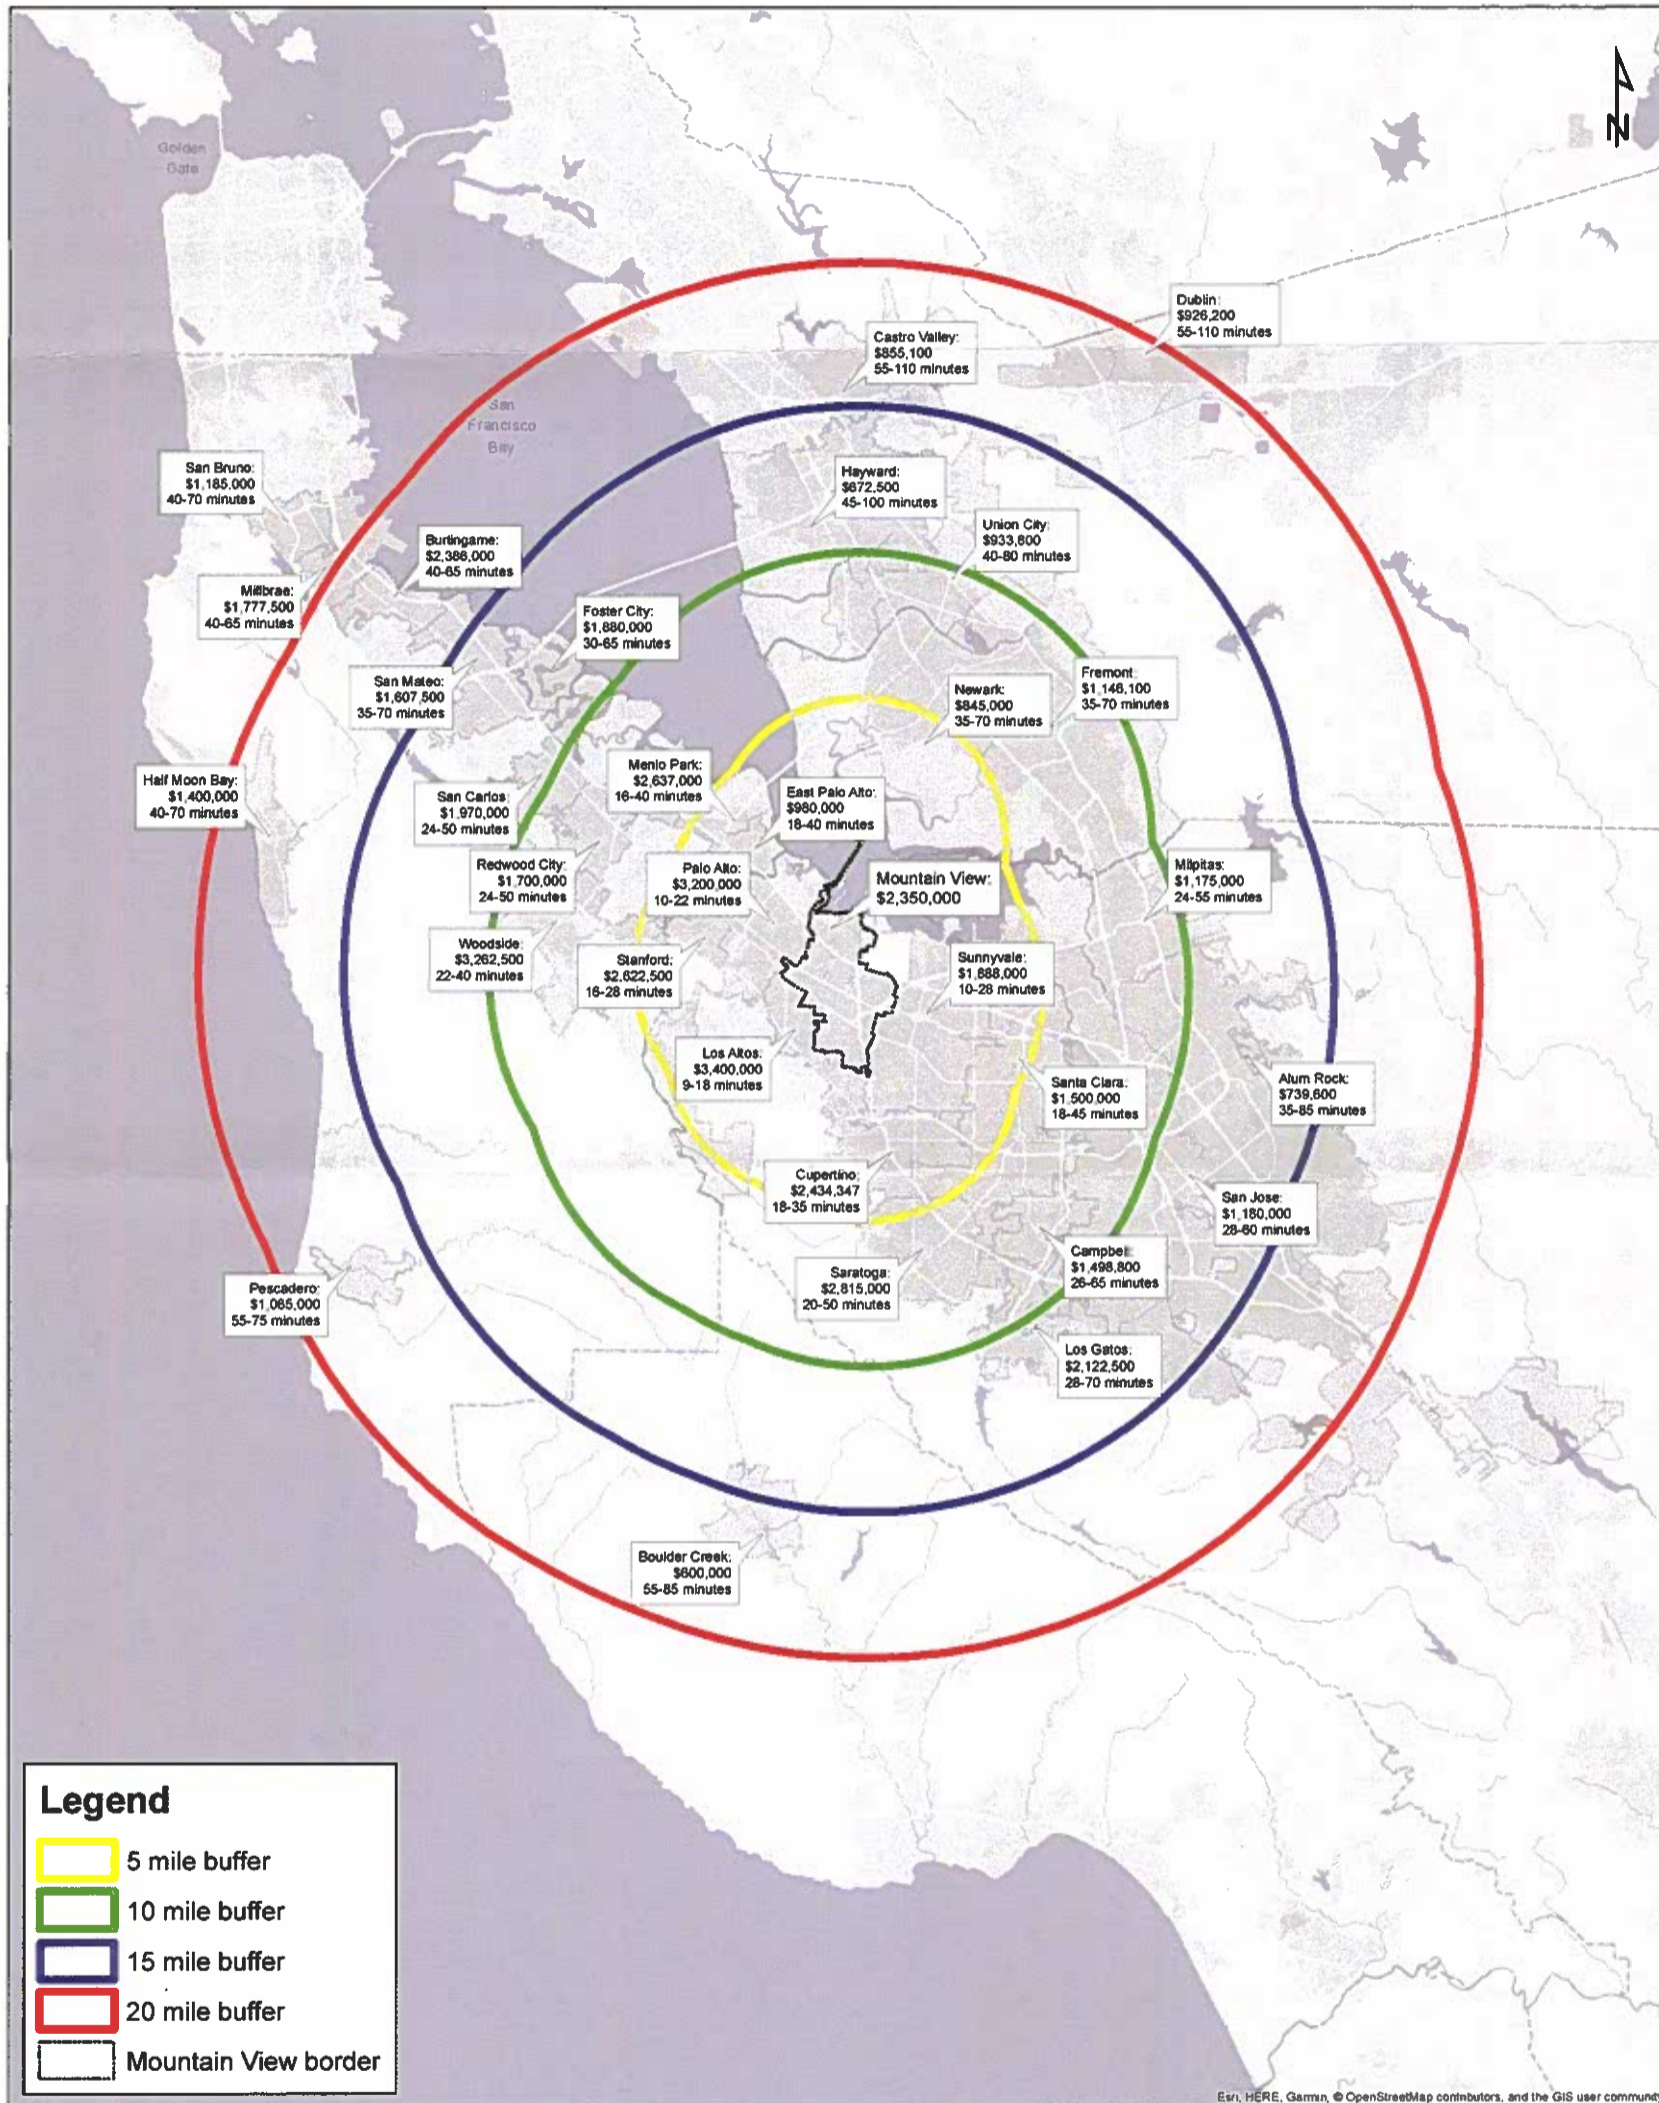 N
Golden
Gate
Dublin:
$926,200
55-110 minutes
Castro Valley:
$855,100
55-110 minutes
San
Francisco
Bay
San Bruno:
$1,185,000
40-70 minutes
Hayward:
$672,500
45-100 minutes
Burlingame:
$2,386,000
40-65 minutes
Union City:
$933,800
40-80 minutes
Millbrae:
$1,777,500
40-65 minutes
Foster City:
$1,880,000
30-65 minutes
San Mateo:
$1,607,500
35-70 minutes
Fremont:
$1,146,100
35-70 minutes
Newark:
$845,000
35-70 minutes
Half Moon Bay:
$1,400,000
40-70 minutes
Menlo Park:
$2,637,000
16-40 minutes
East Palo Alto:
$980,000
18-40 minutes
San Carlos:
$1,970,000
24-50 minutes
Redwood City:
$1,700,000
24-50 minutes
Palo Alto:
$3,200,000
10-22 minutes
Mountain View:
$2,350,000
Milpitas:
$1,175,000
24-55 minutes
Woodside:
$3,262,500
22-40 minutes
Stanford:
$2,622,500
16-28 minutes
Sunnyvale:
$1,888,000
10-28 minutes
Los Altos:
$3,400,000
9-18 minutes
Santa Clara:
$1,500,000
18-45 minutes
Alum Rock:
$739,600
35-85 minutes
Cupertino:
$2,434,347
18-35 minutes
San Jose:
$1,180,000
28-60 minutes
Campbell:
$1,498,800
26-65 minutes
Saratoga:
$2,815,000
20-50 minutes
Pescadero:
$1,065,000
55-75 minutes
Los Gatos:
$2,122,500
28-70 minutes
Boulder Creek:
$600,000
55-85 minutes
Legend
5 mile buffer
10 mile buffer
15 mile buffer
20 mile buffer
Mountain View border
Esri, HERE, Garmin, © OpenStreetMap contributors, and the GIS user community